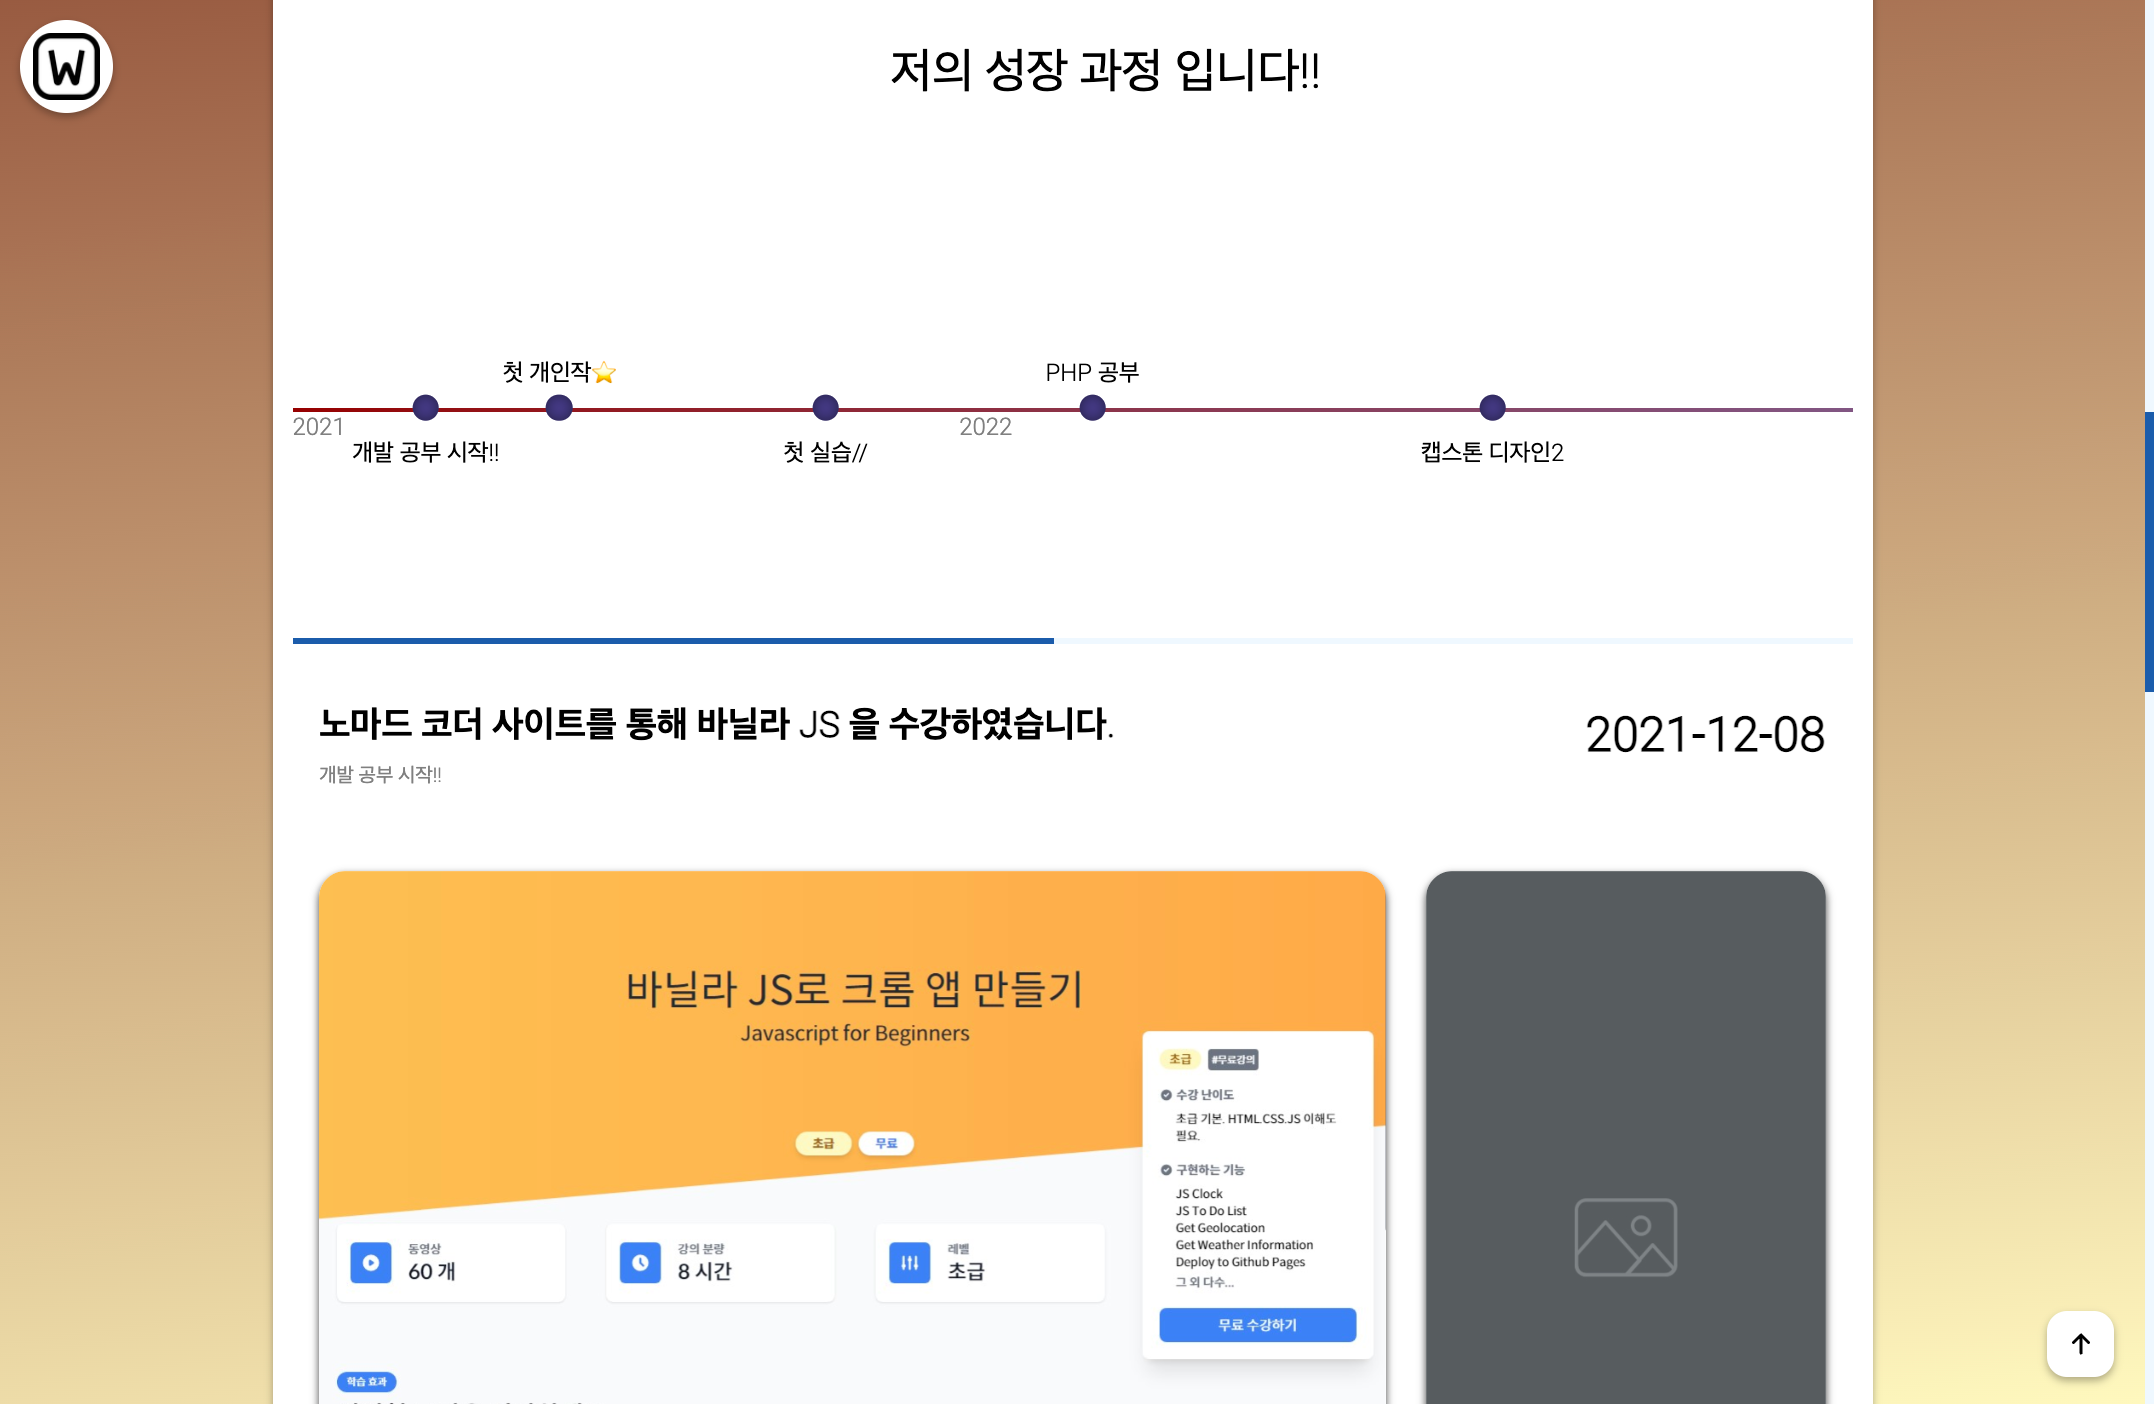 W
저의 성장 과정 입니다!!
첫 개인작⭐
PHP 공부
2021
2022
개발 공부 시작!!
첫 실습//
캡스톤 디자인2
노마드 코더 사이트를 통해 바닐라 JS 을 수강하였습니다.
2021-12-08
개발 공부 시작!!
바닐라 JS로 크롬 앱 만들기
Javascript for Beginners
초급 무료
초급 #무료강의
수강 난이도
초급 기본. HTML.CSS.JS 이해도
필요.
구현하는 기능
JS Clock
JS To Do List
Get Geolocation
Get Weather Information
Deploy to Github Pages
그 외 다수...
무료 수강하기
동영상
60 개
강의 분량
8 시간
레벨
초급
학습 효과